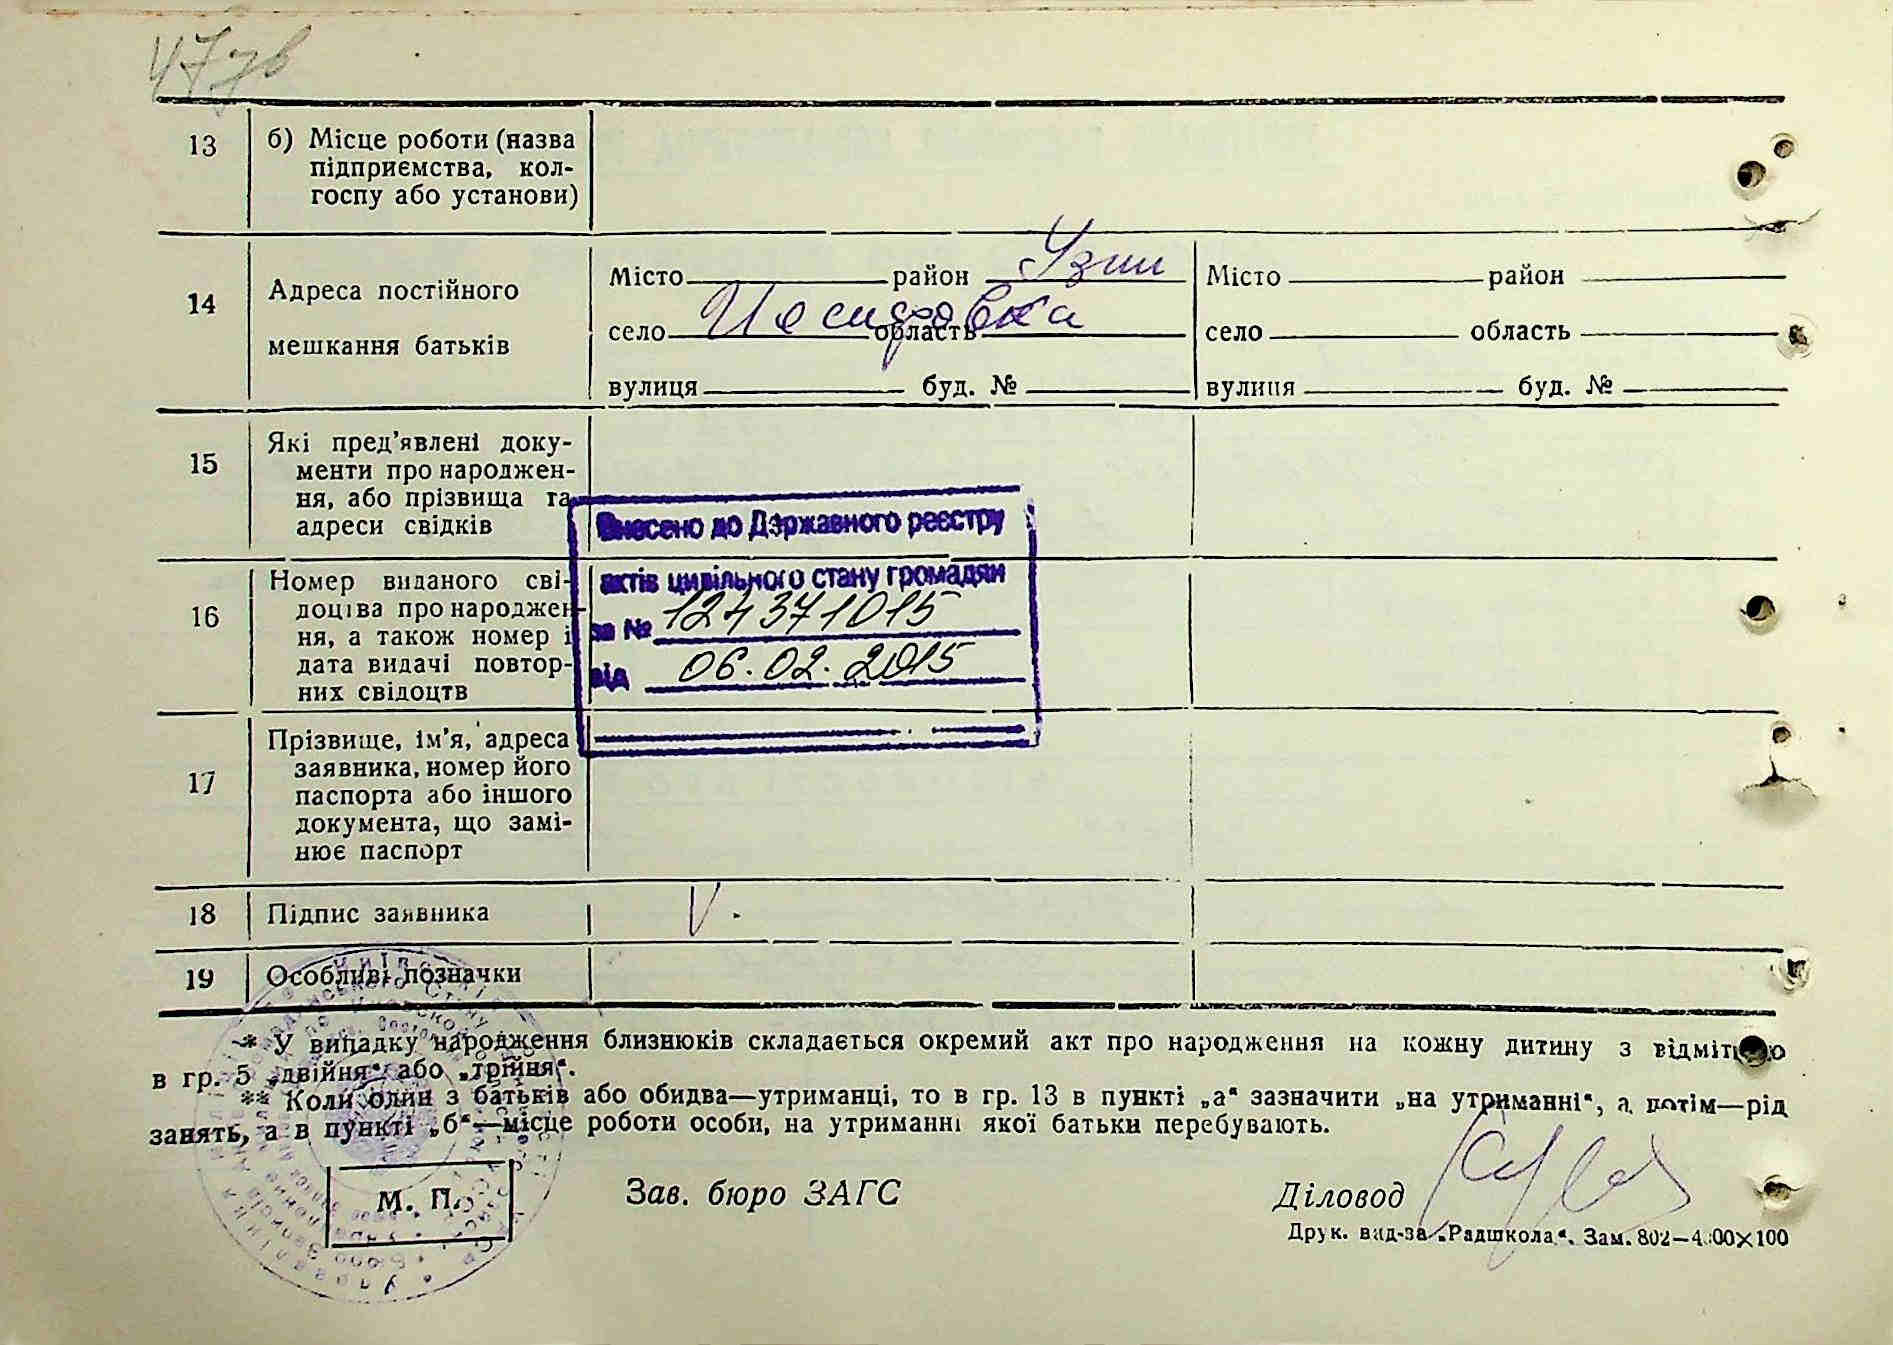 47 зв
13 б) Місце роботи (назва
підприємства, кол-
госпу або установи)
14 Адреса постійного
мешкання батьків
Місто район Узин
село область
вулиця буд. №
Місто район
село область
вулиця буд. №
15 Які пред'явлені доку-
менти про народжен-
ня, або прізвища та
адреси свідків
Внесено до Державного реєстру
актів цивільного стану громадян
за № 124371015
від 06.02.2015
16 Номер виданого сві-
доцтва про народжен-
ня, а також номер і
дата видачі повтор-
них свідоцтв
17 Прізвище, ім'я, адреса
заявника, номер його
паспорта або іншого
документа, що замі-
нює паспорт
18 Підпис заявника V.
19 Особливі позначки
* У випадку народження близнюків складається окремий акт про народження на кожну дитину з відміткою
в гр. 5 „двійня“ або „трійня“.
** Коли один з батьків або обидва—утриманці, то в гр. 13 в пункті „а“ зазначити „на утриманні“, а потім—рід
занять, а в пункті „б“—місце роботи особи, на утриманні якої батьки перебувають.
М. П.
Зав. бюро ЗАГС
Діловод
Друк. вид-за „Радшкола“. Зам. 802—4.00×100